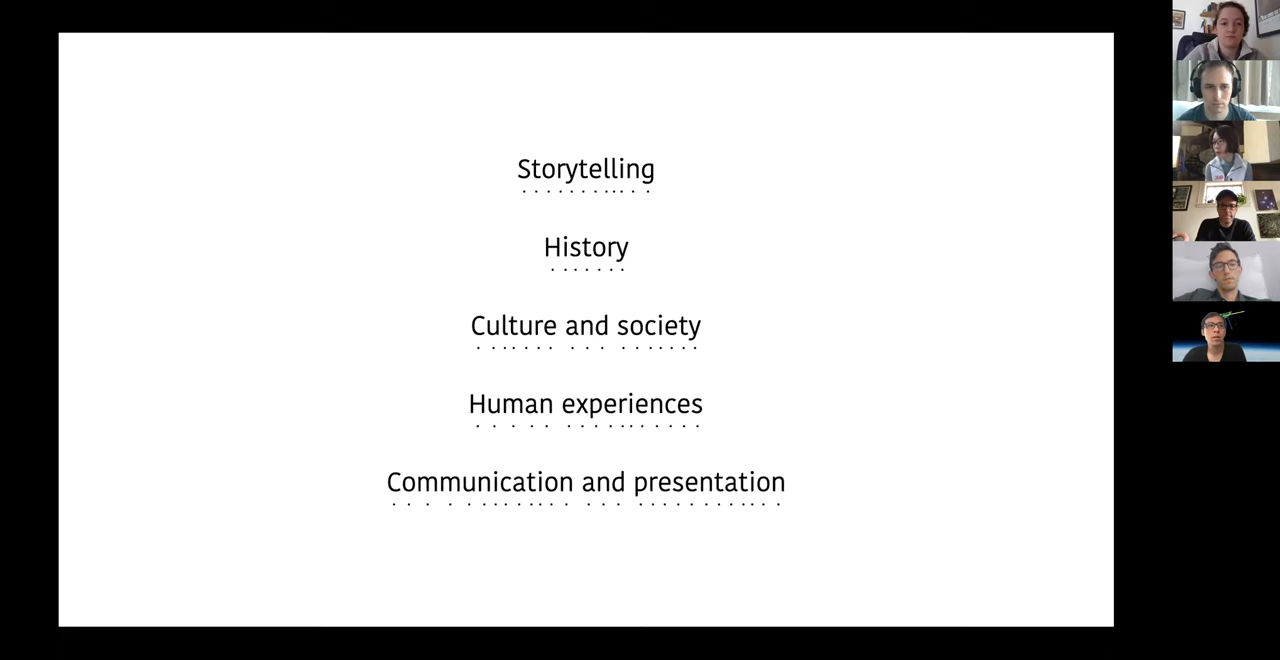 Storytelling
History
Culture and society
Human experiences
Communication and presentation